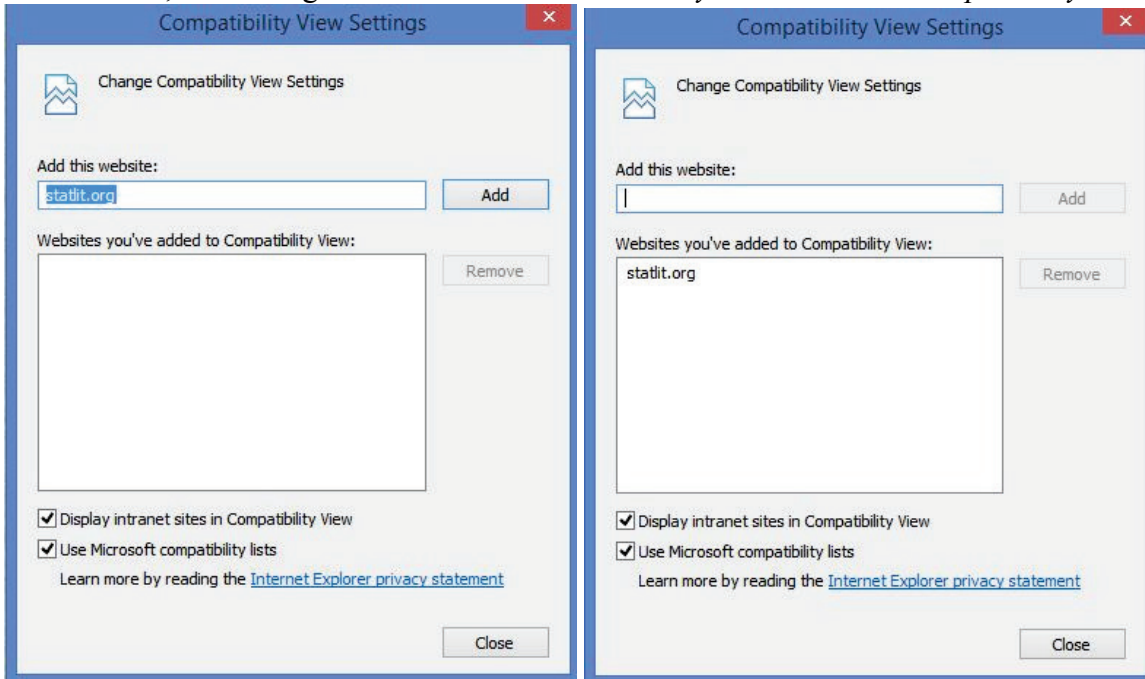 Compatibility View Settings
Change Compatibility View Settings
Add this website:
statlit.org
Add
Websites you've added to Compatibility View:
Remove
Display intranet sites in Compatibility View
Use Microsoft compatibility lists
Learn more by reading the Internet Explorer privacy statement
Close
Compatibility View Settings
Change Compatibility View Settings
Add this website:
Add
Websites you've added to Compatibility View:
statlit.org
Remove
Display intranet sites in Compatibility View
Use Microsoft compatibility lists
Learn more by reading the Internet Explorer privacy statement
Close